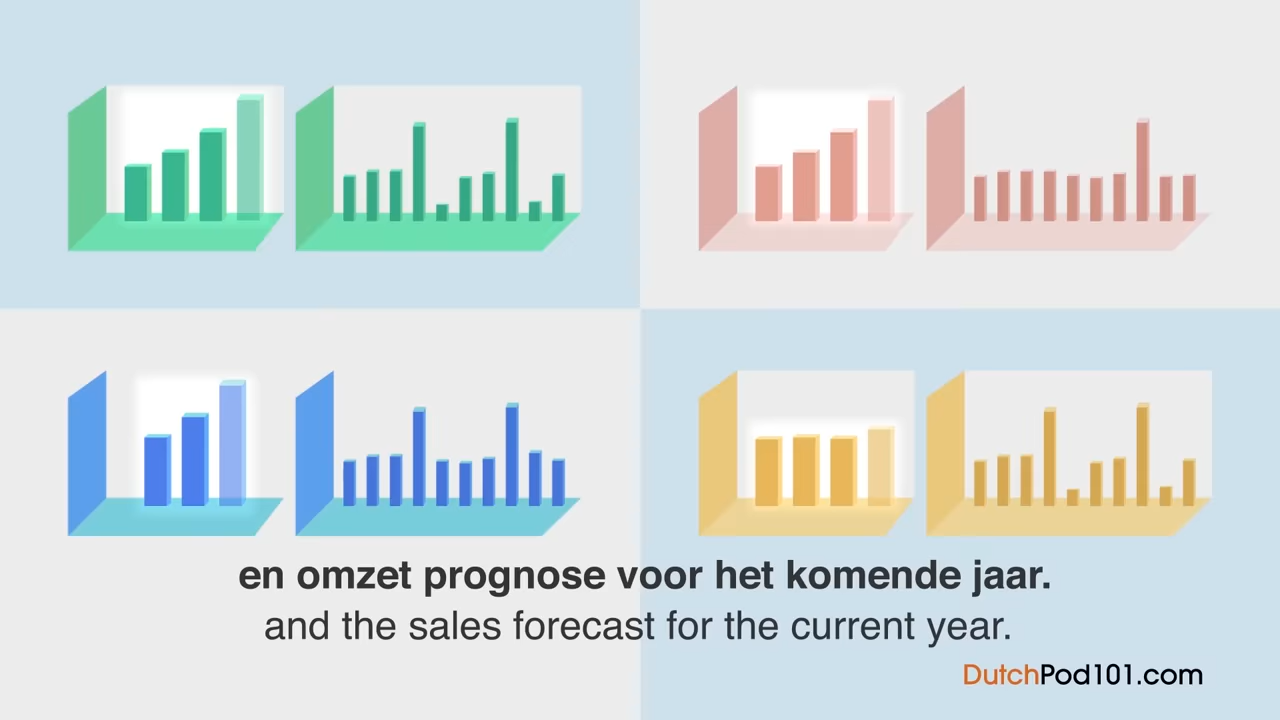 en omzet prognose voor het komende jaar.
and the sales forecast for the current year.
DutchPod101.com